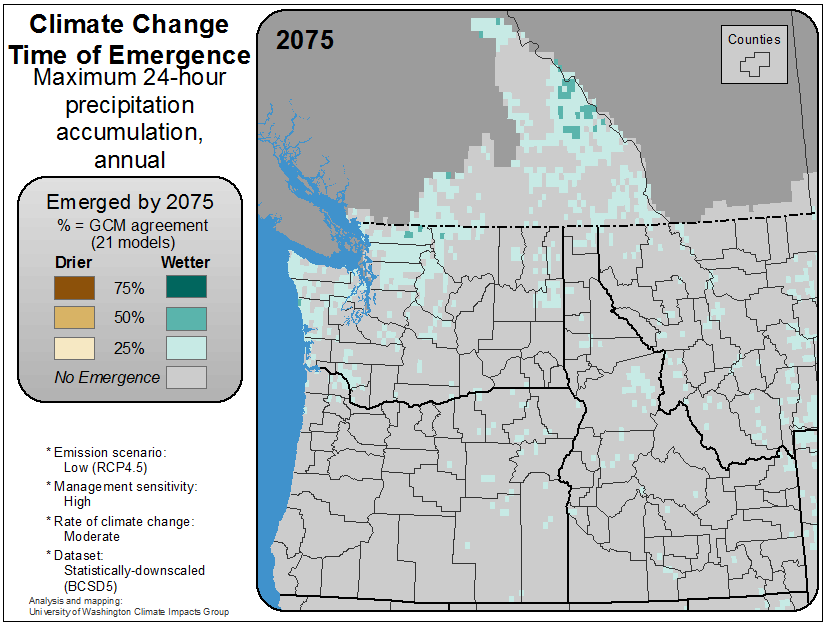 Climate Change
Time of Emergence
Maximum 24-hour
precipitation
accumulation,
annual
Emerged by 2075
% = GCM agreement
(21 models)
Drier Wetter
75%
50%
25%
No Emergence
* Emission scenario:
Low (RCP4.5)
* Management sensitivity:
High
* Rate of climate change:
Moderate
* Dataset:
Statistically-downscaled
(BCSD5)
Analysis and mapping:
University of Washington Climate Impacts Group
2075
Counties